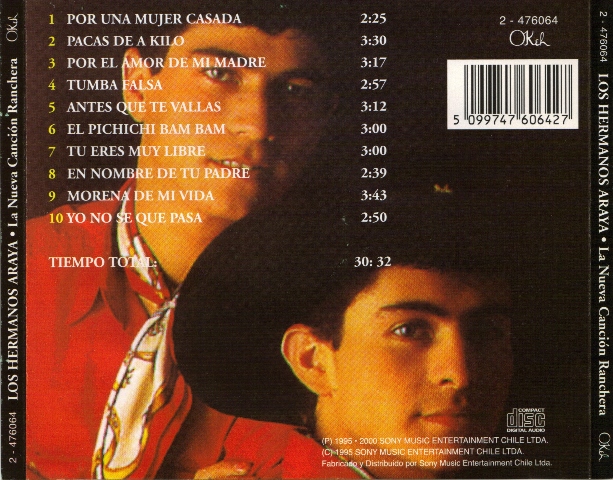 2 - 476064 LOS HERMANOS ARAYA • La Nueva Canción Ranchera OKeh
1 POR UNA MUJER CASADA 2:25
2 PACAS DE A KILO 3:30
3 POR EL AMOR DE MI MADRE 3:17
4 TUMBA FALSA 2:57
5 ANTES QUE TE VALLAS 3:12
6 EL PICHICHI BAM BAM 3:00
7 TU ERES MUY LIBRE 3:00
8 EN NOMBRE DE TU PADRE 2:39
9 MORENA DE MI VIDA 3:43
10 YO NO SE QUE PASA 2:50
TIEMPO TOTAL: 30: 32
2 - 476064
OKeh
5 099747 606427
COMPACT
disc
DIGITAL AUDIO
(P) 1995 • 2000 SONY MUSIC ENTERTAINMENT CHILE LTDA.
(C) 1995 SONY MUSIC ENTERTAINMENT CHILE LTDA.
Fabricado y Distribuido por Sony Music Entertainment Chile Ltda.
2 - 476064 LOS HERMANOS ARAYA • La Nueva Canción Ranchera OKeh